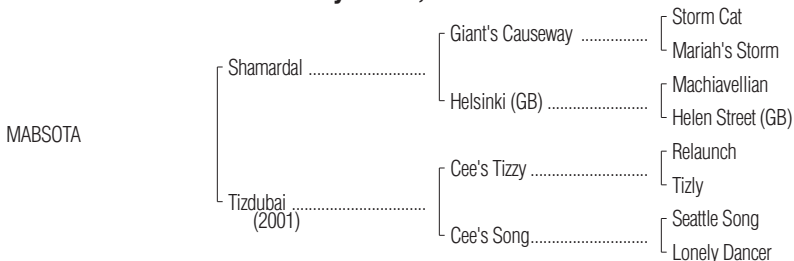 Storm Cat
Giant's Causeway ................
Mariah's Storm
Shamardal ............................
Machiavellian
Helsinki (GB) ........................
Helen Street (GB)
MABSOTA
Relaunch
Cee's Tizzy ............................
Tizly
Tizdubai ................................
(2001)
Seattle Song
Cee's Song............................
Lonely Dancer